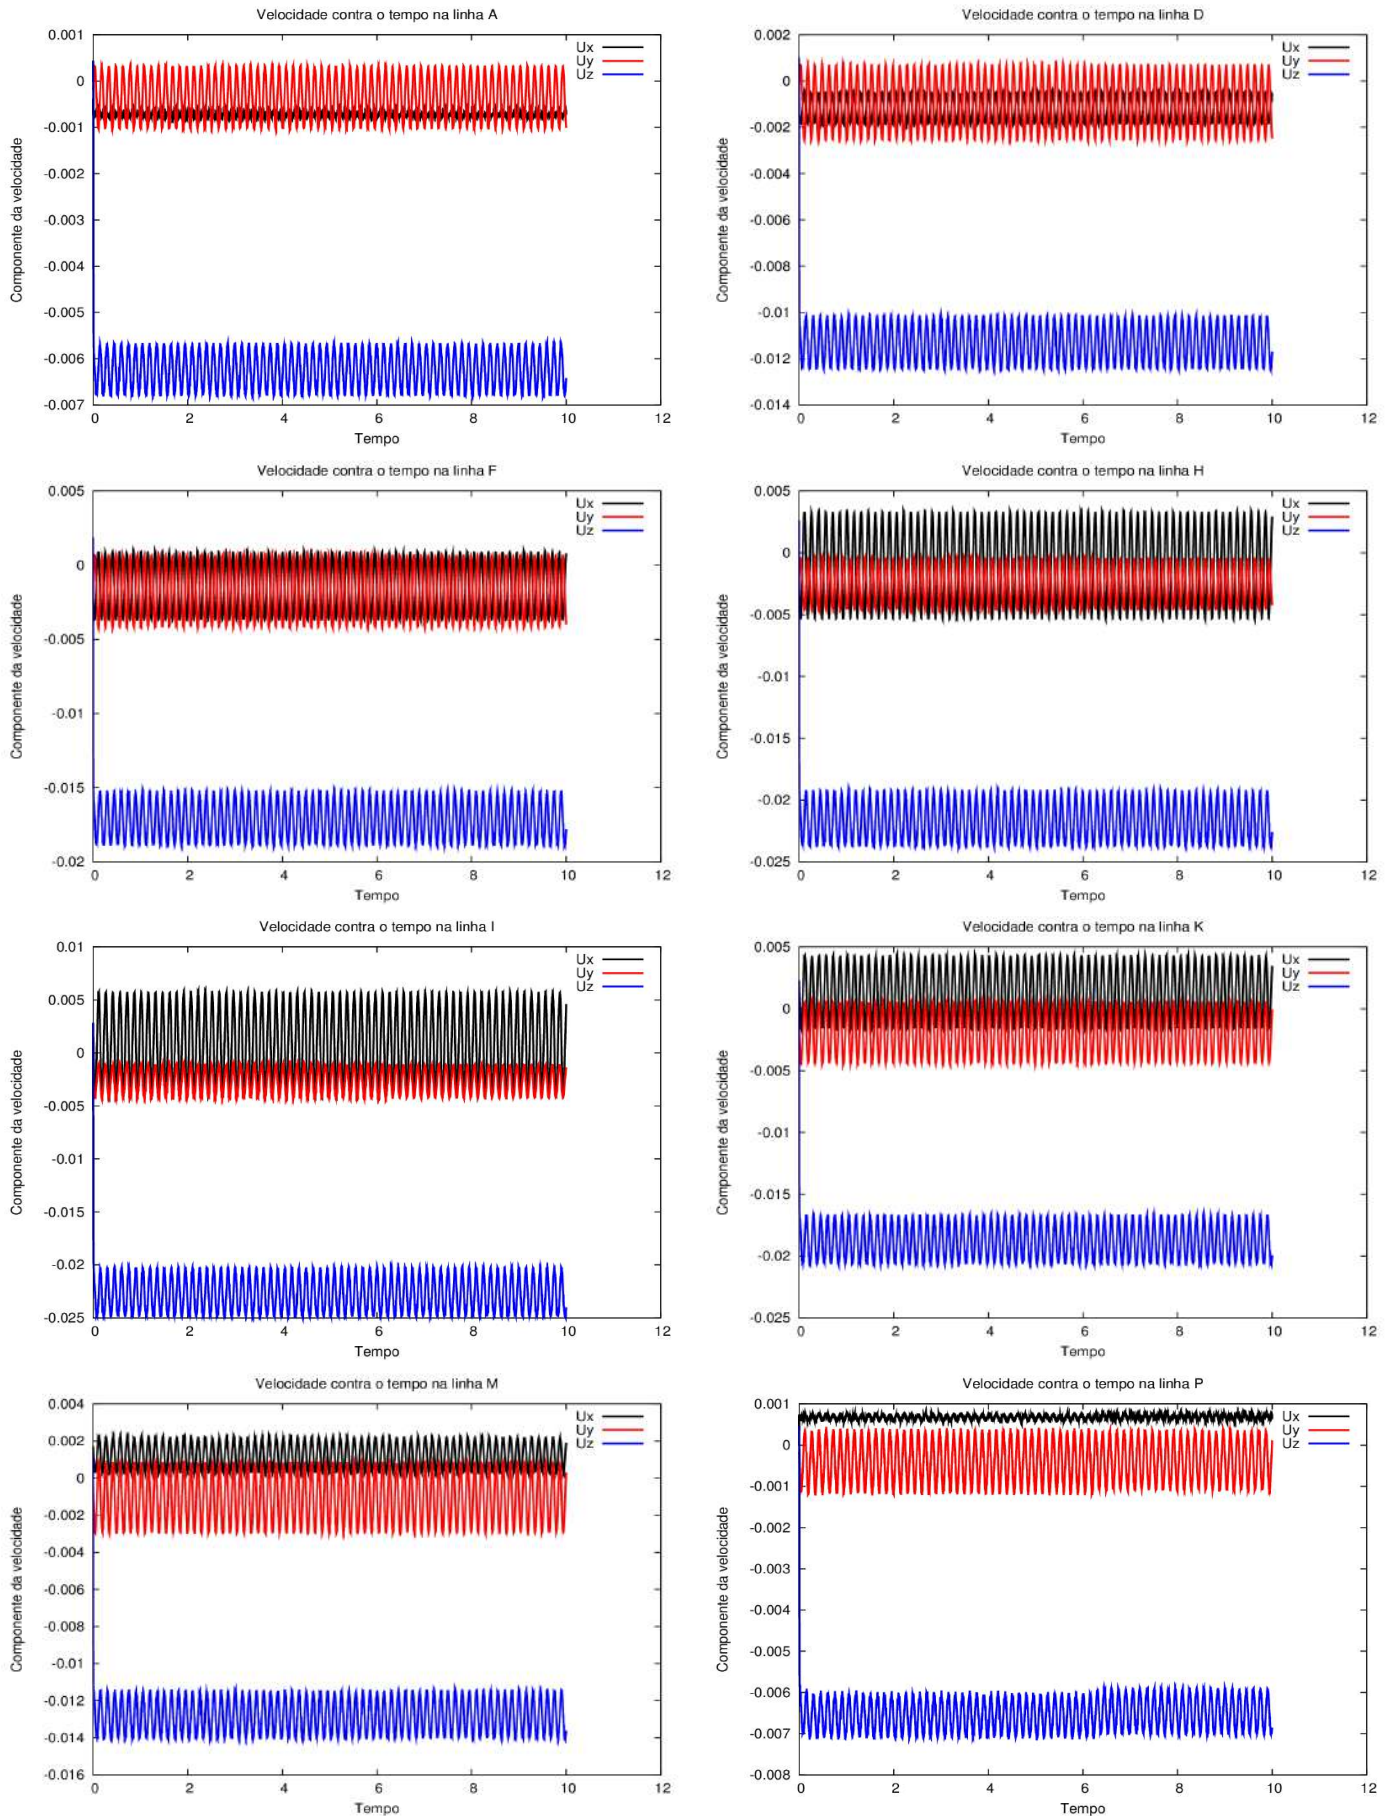 Velocidade contra o tempo na linha A
Componente da velocidade
0.001
0
-0.001
-0.002
-0.003
-0.004
-0.005
-0.006
-0.007
Ux
Uy
Uz
0 2 4 6 8 10 12
Tempo
Velocidade contra o tempo na linha D
Componente da velocidade
0.002
0
-0.002
-0.004
-0.006
-0.008
-0.01
-0.012
-0.014
Ux
Uy
Uz
0 2 4 6 8 10 12
Tempo
Velocidade contra o tempo na linha F
Componente da velocidade
0.005
0
-0.005
-0.01
-0.015
-0.02
Ux
Uy
Uz
0 2 4 6 8 10 12
Tempo
Velocidade contra o tempo na linha H
Componente da velocidade
0.005
0
-0.005
-0.01
-0.015
-0.02
-0.025
Ux
Uy
Uz
0 2 4 6 8 10 12
Tempo
Velocidade contra o tempo na linha I
Componente da velocidade
0.01
0.005
0
-0.005
-0.01
-0.015
-0.02
-0.025
Ux
Uy
Uz
0 2 4 6 8 10 12
Tempo
Velocidade contra o tempo na linha K
Componente da velocidade
0.005
0
-0.005
-0.01
-0.015
-0.02
-0.025
Ux
Uy
Uz
0 2 4 6 8 10 12
Tempo
Velocidade contra o tempo na linha M
Componente da velocidade
0.004
0.002
0
-0.002
-0.004
-0.006
-0.008
-0.01
-0.012
-0.014
-0.016
Ux
Uy
Uz
0 2 4 6 8 10 12
Tempo
Velocidade contra o tempo na linha P
Componente da velocidade
0.001
0
-0.001
-0.002
-0.003
-0.004
-0.005
-0.006
-0.007
-0.008
Ux
Uy
Uz
0 2 4 6 8 10 12
Tempo